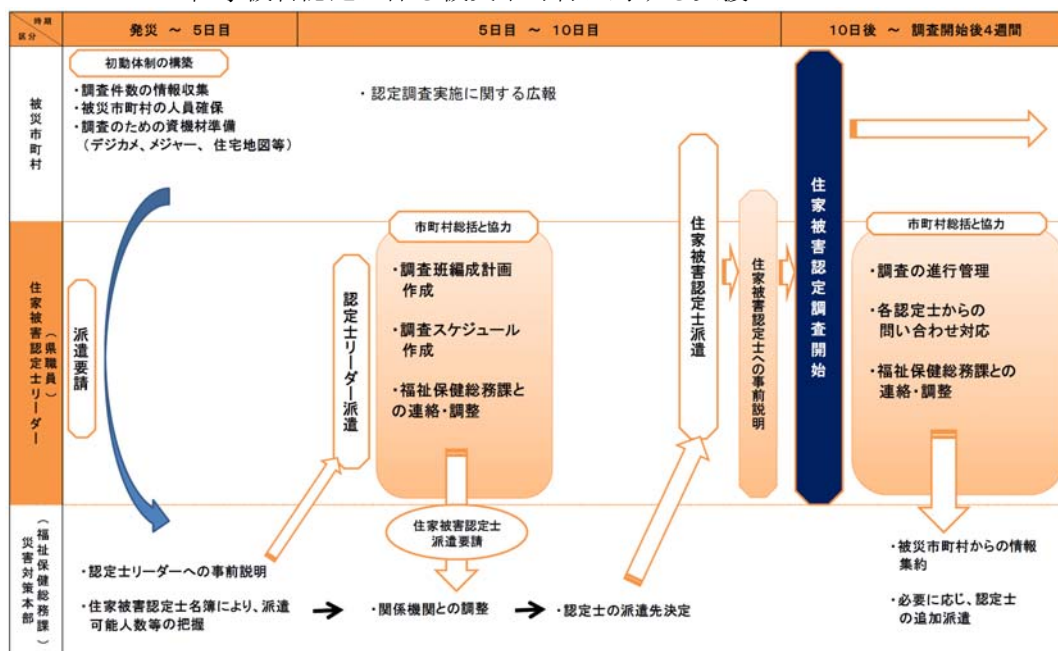 時期
区分
発災 ～ 5日目
5日目 ～ 10日目
10日後 ～ 調査開始後4週間
被災市町村
初動体制の構築
・調査件数の情報収集
・被災市町村の人員確保
・調査のための資機材準備
（デジカメ、メジャー、住宅地図等）
・認定調査実施に関する広報
住家被害認定士リーダー
（県職員）
派遣要請
認定士リーダー派遣
市町村総括と協力
・調査班編成計画
作成
・調査スケジュール
作成
・福祉保健総務課と
の連絡・調整
住家被害認定士派遣
住家被害認定士への事前説明
住家被害認定調査開始
市町村総括と協力
・調査の進行管理
・各認定士からの
問い合わせ対応
・福祉保健総務課との
連絡・調整
災害対策本部
（福祉保健総務課）
・認定士リーダーへの事前説明
・住家被害認定士名簿により、派遣
可能人数等の把握
住家被害認定士
派遣要請
・関係機関との調整
・認定士の派遣先決定
・被災市町村からの情報
集約
・必要に応じ、認定士
の追加派遣